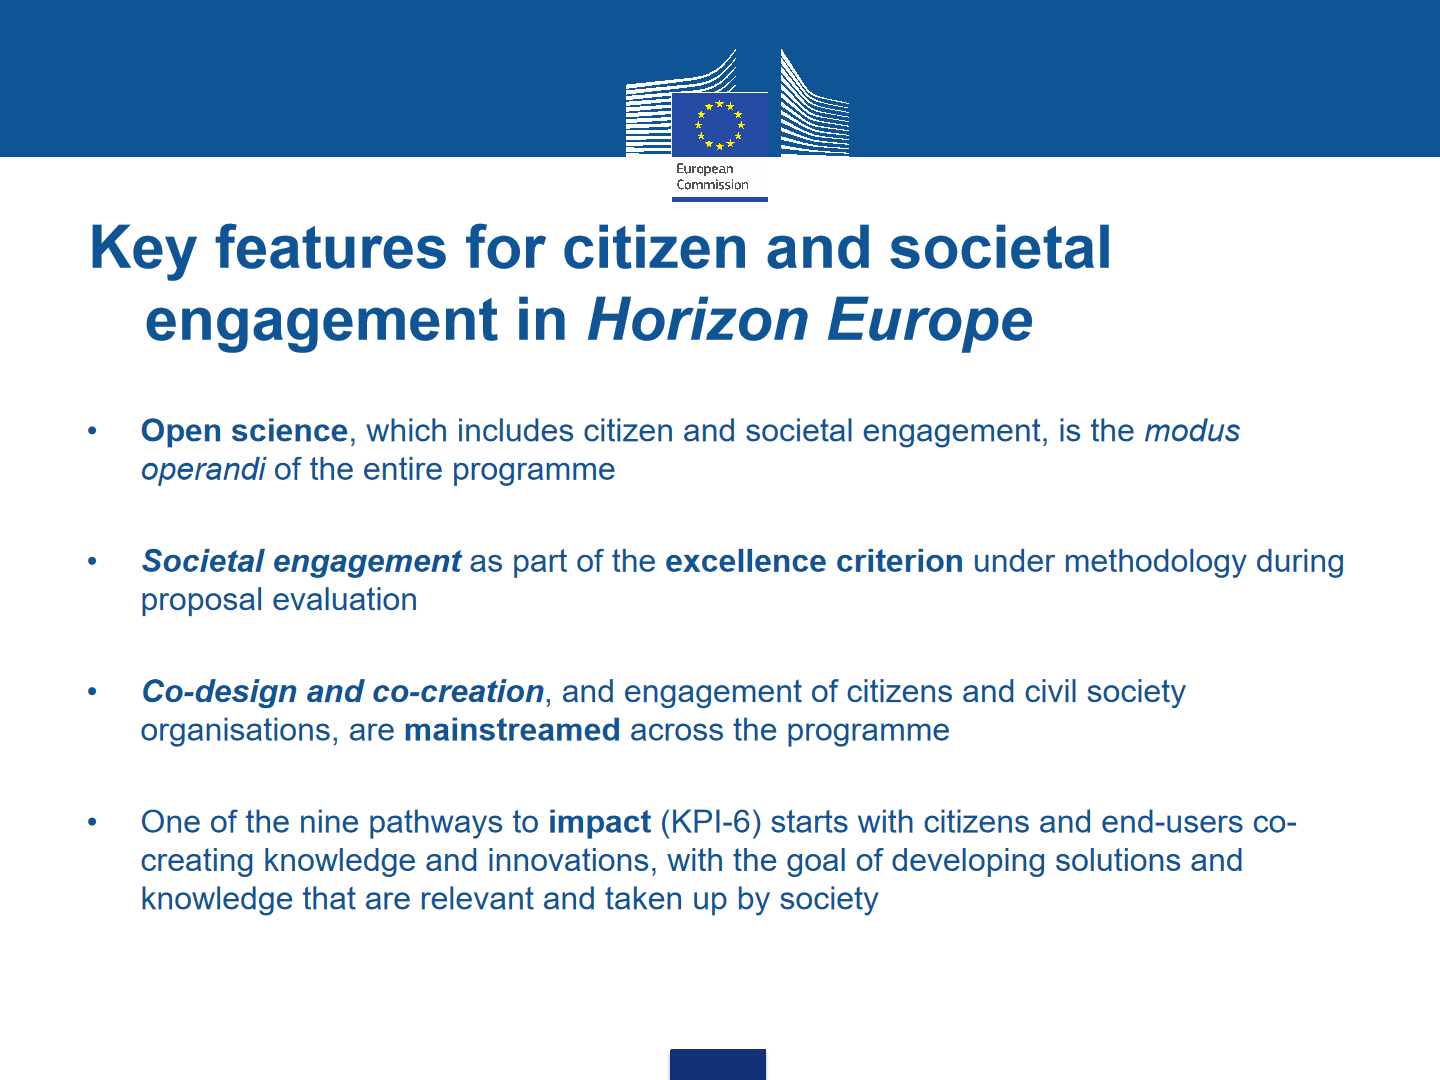 European
Commission
Key features for citizen and societal
engagement in Horizon Europe
• Open science, which includes citizen and societal engagement, is the modus
operandi of the entire programme
• Societal engagement as part of the excellence criterion under methodology during
proposal evaluation
• Co-design and co-creation, and engagement of citizens and civil society
organisations, are mainstreamed across the programme
• One of the nine pathways to impact (KPI-6) starts with citizens and end-users co-
creating knowledge and innovations, with the goal of developing solutions and
knowledge that are relevant and taken up by society